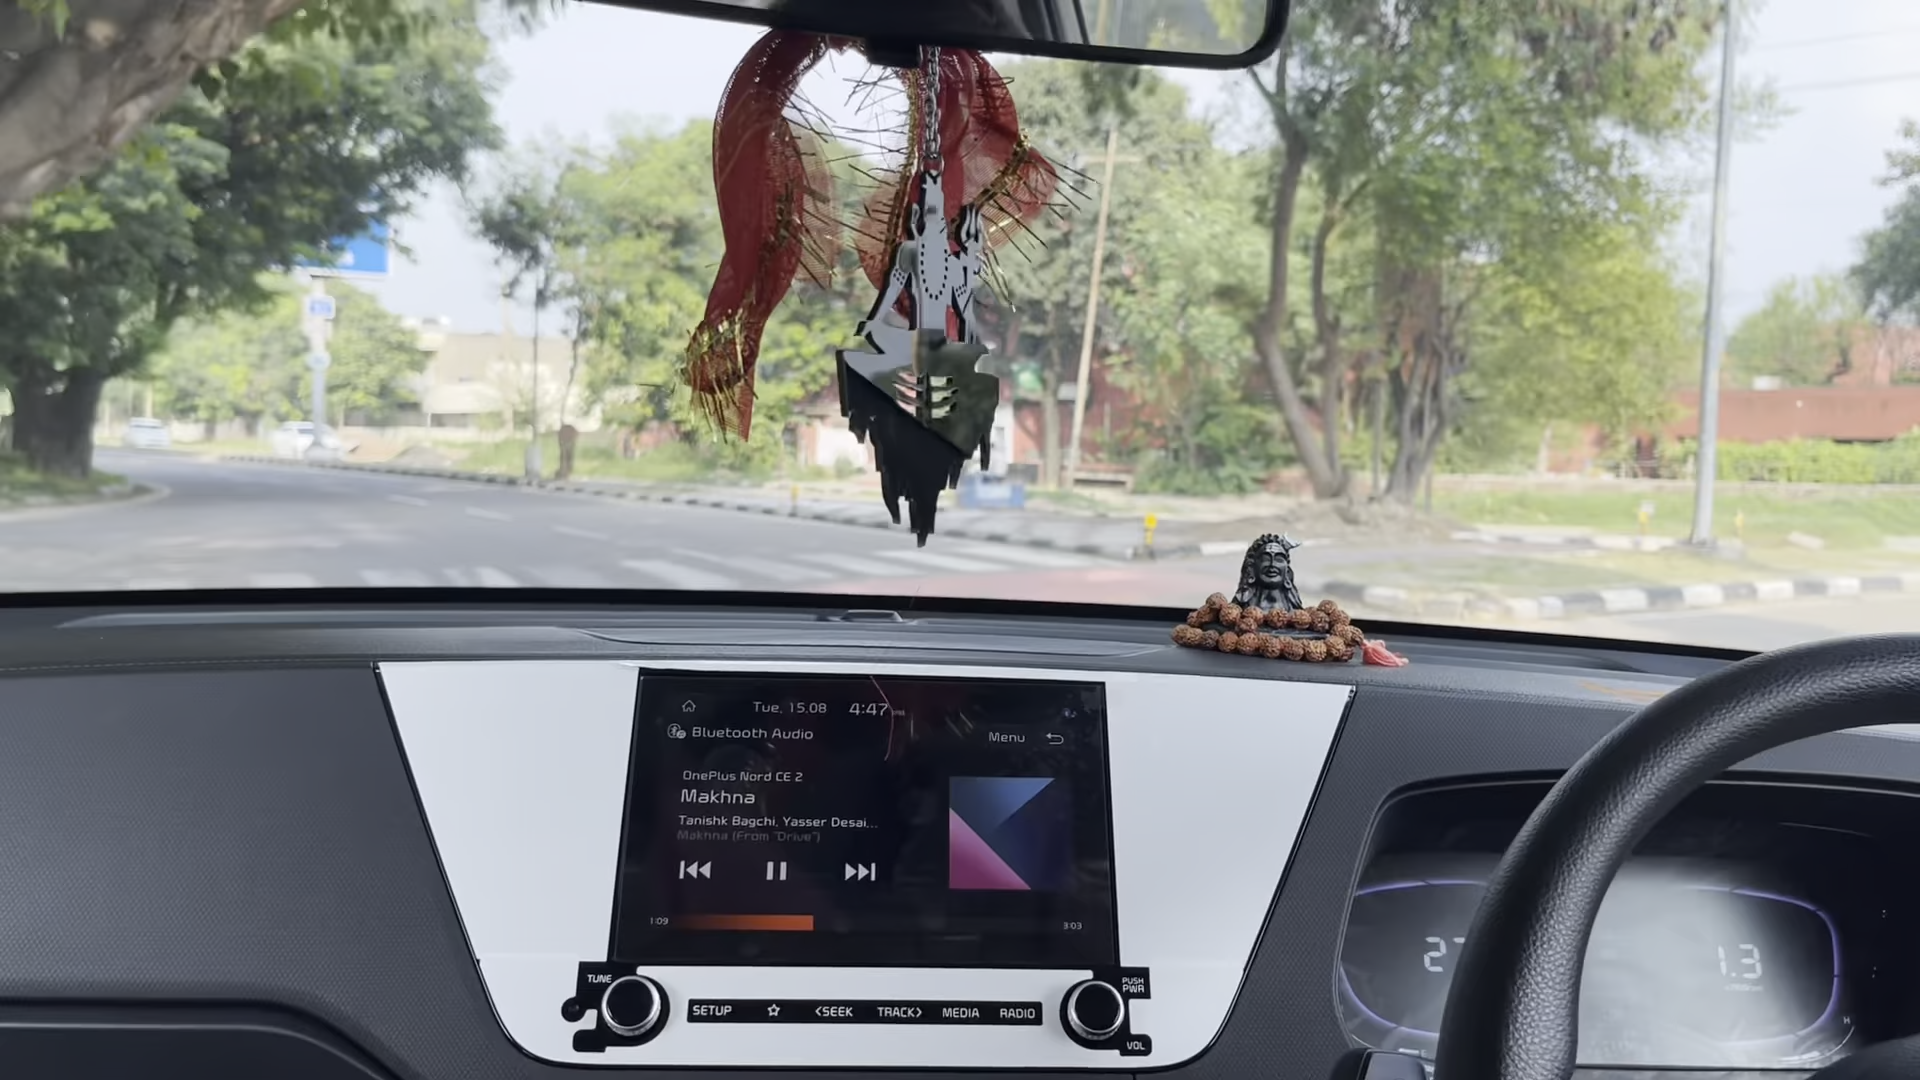 Tue, 15.08 4:47 PM
Bluetooth Audio
Menu
OnePlus Nord CE 2
Makhna
Tanishk Bagchi, Yasser Desai...
Makhna (From "Drive")
1:09
3:03
TUNE
PUSH
PWR
SETUP ☆ <SEEK TRACK> MEDIA RADIO
VOL
1.3
H